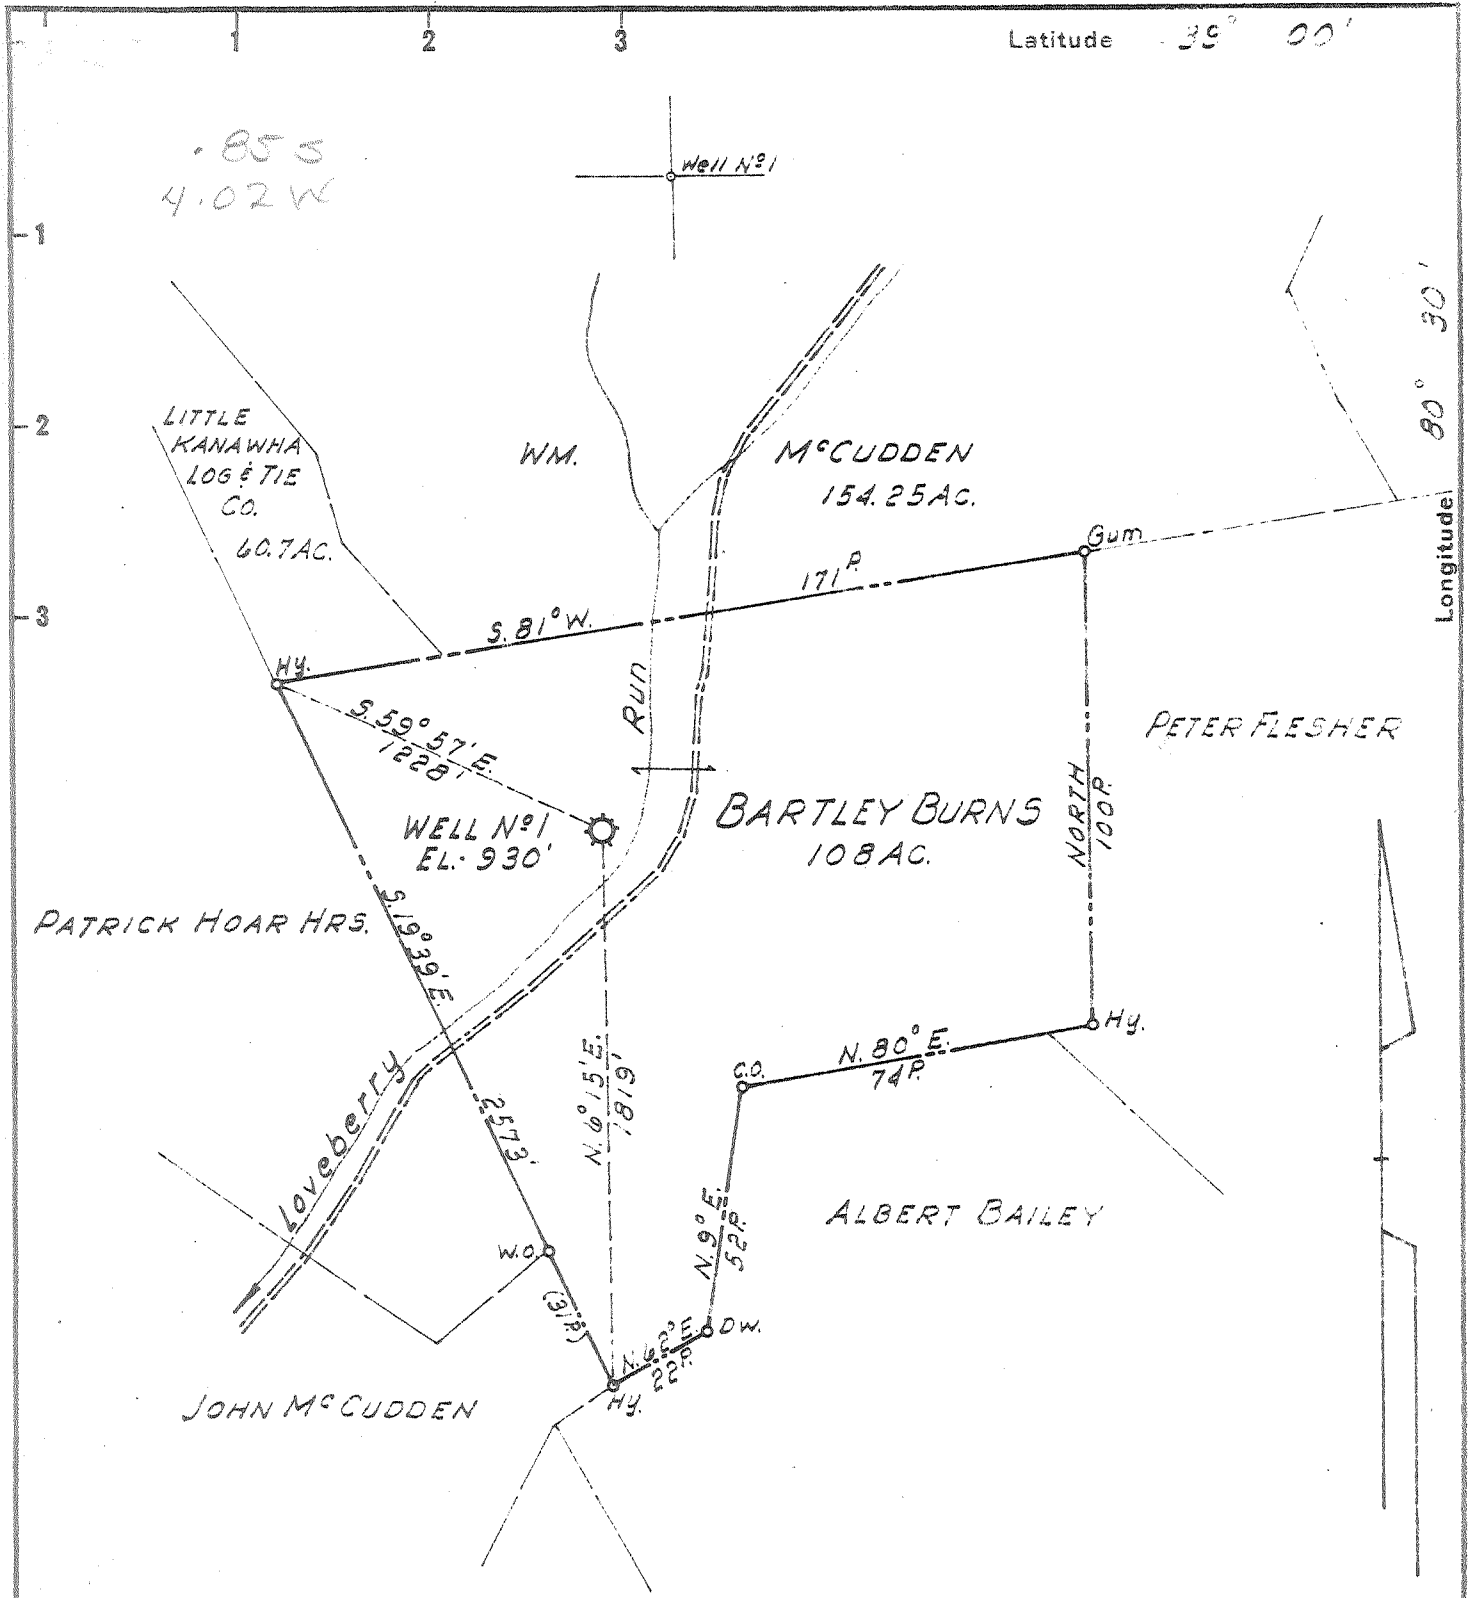 1 2 3
Latitude 39° 00'
.85 S
4.02 W
Well Nº 1
1
80° 30'
Longitude
2
LITTLE
KANAWHA
LOG & TIE
CO.
60.7 AC.
WM. McCUDDEN
154.25 AC.
Gum
171 P.
3
S. 81° W.
Hy.
S. 59° 57' E.
1228'
Run
PETER FLESHER
NORTH
100 P.
BARTLEY BURNS
108 AC.
WELL Nº 1
EL. 930'
PATRICK HOAR HRS.
S. 19° 39' E.
2573'
Hy.
N. 80° E.
74 P.
C.O.
N. 6° 15' E.
1819'
Loveberry
N. 9° E.
52 P.
ALBERT BAILEY
W.O.
(31 P.)
D.W.
N. 62° E.
22 P.
Hy.
JOHN McCUDDEN